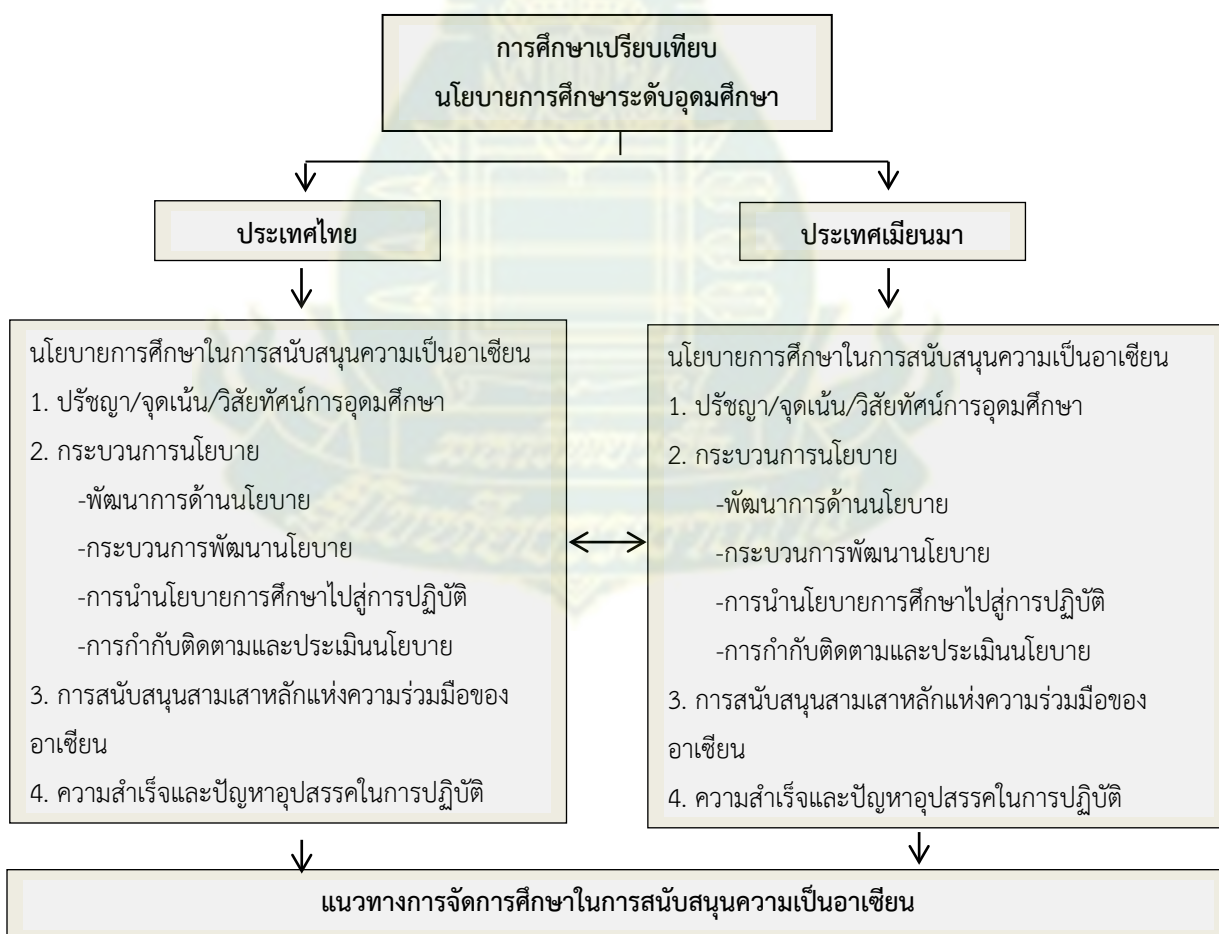 การศึกษาเปรียบเทียบ
นโยบายการศึกษาระดับอุดมศึกษา
ประเทศไทย
ประเทศเมียนมา
นโยบายการศึกษาในการสนับสนุนความเป็นอาเซียน
1. ปรัชญา/จุดเน้น/วิสัยทัศน์การอุดมศึกษา
2. กระบวนการนโยบาย
-พัฒนาการด้านนโยบาย
-กระบวนการพัฒนานโยบาย
-การนำนโยบายการศึกษาไปสู่การปฏิบัติ
-การกำกับติดตามและประเมินนโยบาย
3. การสนับสนุนสามเสาหลักแห่งความร่วมมือของ
อาเซียน
4. ความสำเร็จและปัญหาอุปสรรคในการปฏิบัติ
นโยบายการศึกษาในการสนับสนุนความเป็นอาเซียน
1. ปรัชญา/จุดเน้น/วิสัยทัศน์การอุดมศึกษา
2. กระบวนการนโยบาย
-พัฒนาการด้านนโยบาย
-กระบวนการพัฒนานโยบาย
-การนำนโยบายการศึกษาไปสู่การปฏิบัติ
-การกำกับติดตามและประเมินนโยบาย
3. การสนับสนุนสามเสาหลักแห่งความร่วมมือของ
อาเซียน
4. ความสำเร็จและปัญหาอุปสรรคในการปฏิบัติ
แนวทางการจัดการศึกษาในการสนับสนุนความเป็นอาเซียน